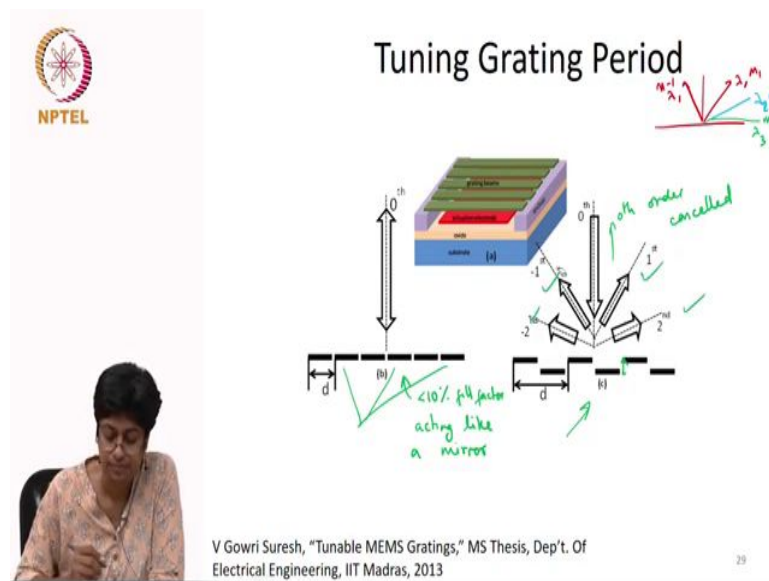 NPTEL
Tuning Grating Period
m-1
λ1
λ1 m1
λ2
λ3
0th
grating beams
oxide
substrate
(a)
0th
0th order
cancelled
-1st
1st
-2nd
2nd
d
(b)
<10% fill factor
acting like
a mirror
d
(c)
V Gowri Suresh, “Tunable MEMS Gratings,” MS Thesis, Dep’t. Of
Electrical Engineering, IIT Madras, 2013
29